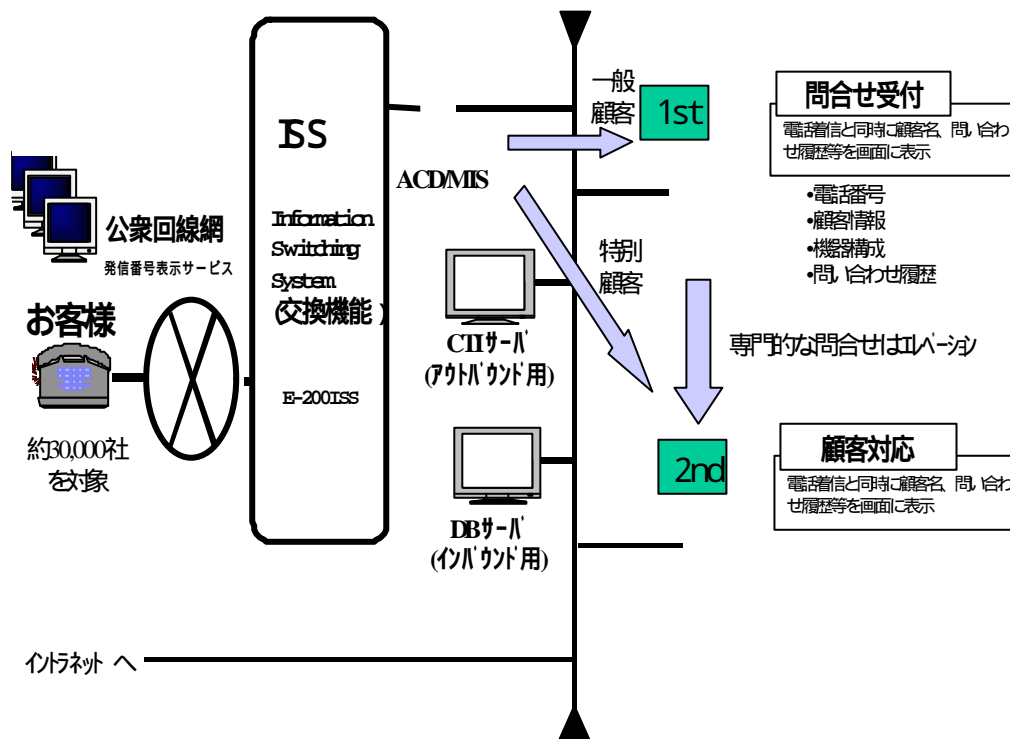 公衆回線網
発信番号表示サービス
お客様
約30,000社
を対象
ISS
Information
Switching
System
(交換機能)
E-200ISS
ACD/MIS
CTIサーバ
(アウトバウンド用)
DBサーバ
(インバウンド用)
イントラネット へ
一般
顧客
1st
特別
顧客
2nd
問合せ受付
電話着信と同時に顧客名、問い合わ
せ履歴等を画面に表示
•電話番号
•顧客情報
•機器構成
•問い合わせ履歴
専門的な問合せはエルベーション
顧客対応
電話着信と同時に顧客名、問い合わ
せ履歴等を画面に表示